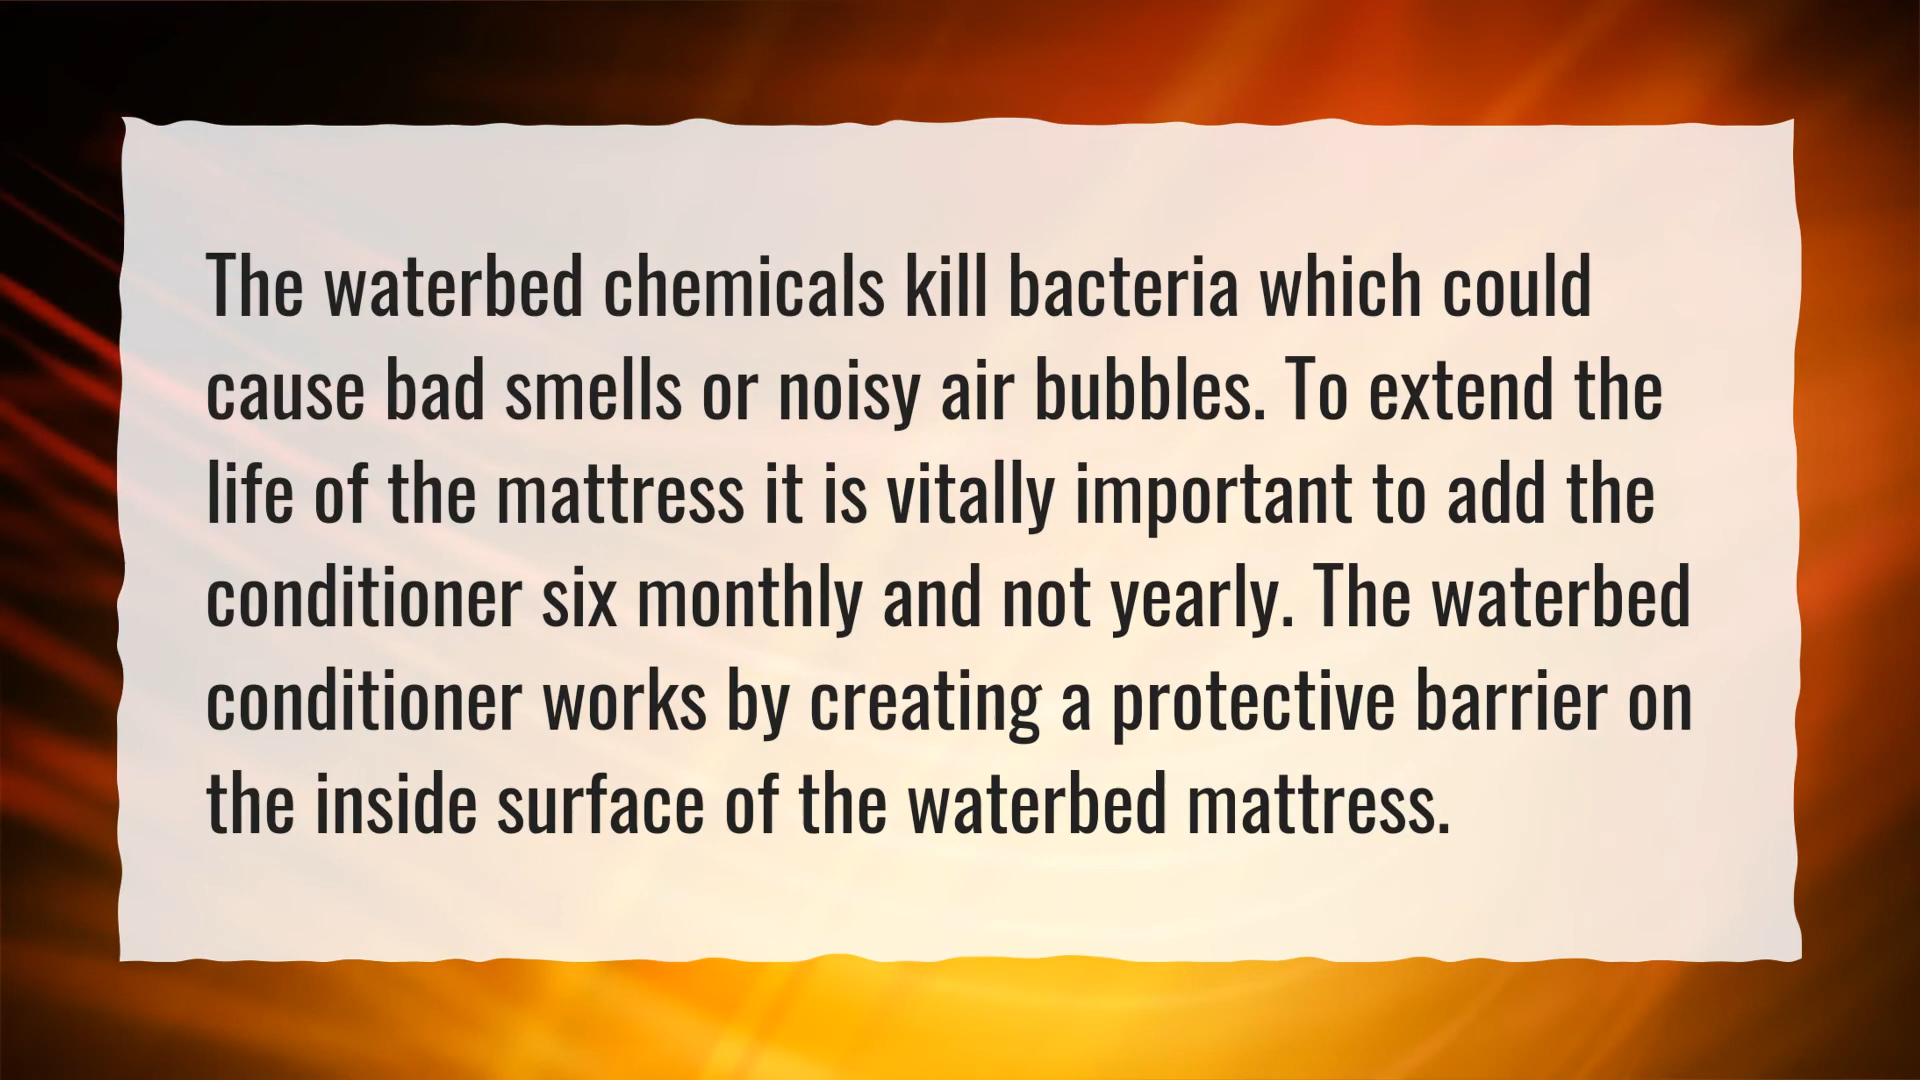 The waterbed chemicals kill bacteria which could
cause bad smells or noisy air bubbles. To extend the
life of the mattress it is vitally important to add the
conditioner six monthly and not yearly. The waterbed
conditioner works by creating a protective barrier on
the inside surface of the waterbed mattress.